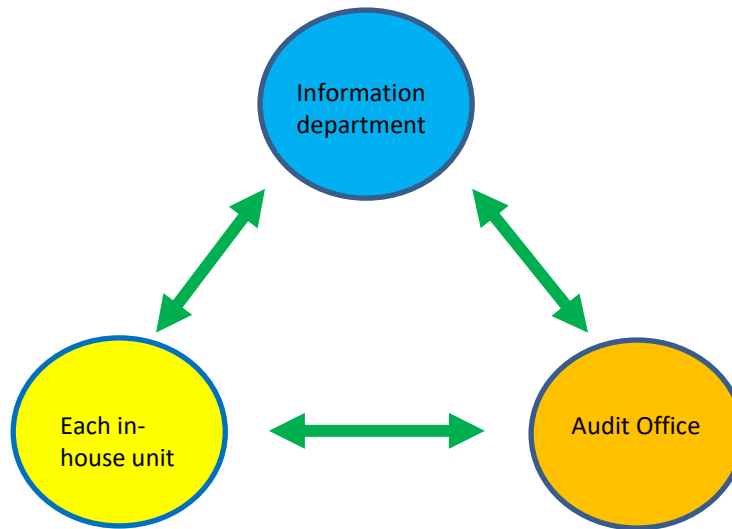 Information
department
Each in-
house unit
Audit Office